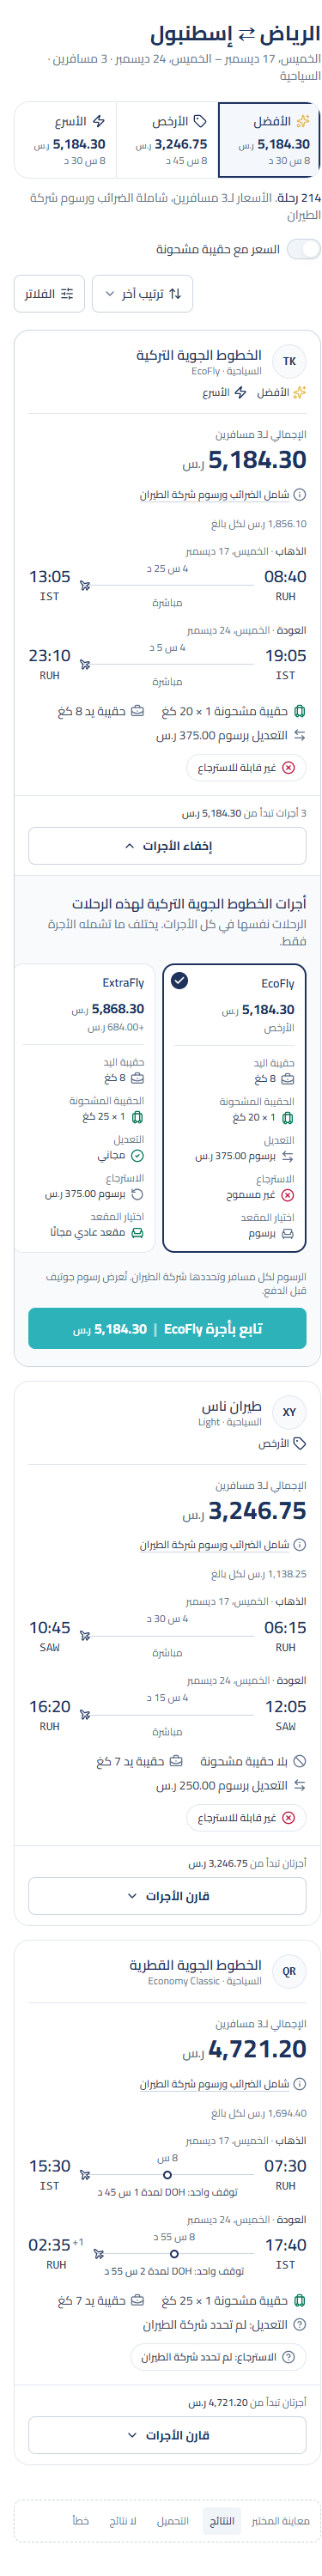 الرياض ⇄ إسطنبول
الخميس، 17 ديسمبر – الخميس، 24 ديسمبر · 3 مسافرين ·
السياحية
الأفضل
5,184.30 ر.س
8 س 30 د
الأرخص
3,246.75 ر.س
8 س 45 د
الأسرع
5,184.30 ر.س
8 س 30 د
214 رحلة. الأسعار لـ3 مسافرين، شاملة الضرائب ورسوم شركة
الطيران
السعر مع حقيبة مشحونة
ترتيب آخر
الفلاتر
TK
الخطوط الجوية التركية
السياحية · EcoFly
الأفضل
الأسرع
الإجمالي لـ3 مسافرين
5,184.30 ر.س
شامل الضرائب ورسوم شركة الطيران
1,856.10 ر.س لكل بالغ
الذهاب · الخميس، 17 ديسمبر
08:40 4 س 25 د 13:05
RUH مباشرة IST
العودة · الخميس، 24 ديسمبر
19:05 4 س 5 د 23:10
IST مباشرة RUH
حقيبة مشحونة 1 × 20 كغ
حقيبة يد 8 كغ
التعديل برسوم 375.00 ر.س
غير قابلة للاسترجاع
3 أجرات تبدأ من 5,184.30 ر.س
إخفاء الأجرات
أجرات الخطوط الجوية التركية لهذه الرحلات
الرحلات نفسها في كل الأجرات. يختلف ما تشمله الأجرة
فقط.
EcoFly
5,184.30 ر.س
الأرخص
حقيبة اليد
8 كغ
الحقيبة المشحونة
1 × 20 كغ
التعديل
برسوم 375.00 ر.س
الاسترجاع
غير مسموح
اختيار المقعد
برسوم
ExtraFly
5,868.30 ر.س
+684.00 ر.س
حقيبة اليد
8 كغ
الحقيبة المشحونة
1 × 25 كغ
التعديل
مجاني
الاسترجاع
برسوم 375.00 ر.س
اختيار المقعد
مقعد عادي مجانًا
الرسوم لكل مسافر وتحددها شركة الطيران. تُعرض رسوم جوتيف
قبل الدفع.
تابع بأجرة EcoFly | 5,184.30 ر.س
XY
طيران ناس
السياحية · Light
الأرخص
الإجمالي لـ3 مسافرين
3,246.75 ر.س
شامل الضرائب ورسوم شركة الطيران
1,138.25 ر.س لكل بالغ
الذهاب · الخميس، 17 ديسمبر
06:15 4 س 30 د 10:45
RUH مباشرة SAW
العودة · الخميس، 24 ديسمبر
12:05 4 س 15 د 16:20
SAW مباشرة RUH
بلا حقيبة مشحونة
حقيبة يد 7 كغ
التعديل برسوم 250.00 ر.س
غير قابلة للاسترجاع
أجرتان تبدأ من 3,246.75 ر.س
قارن الأجرات
QR
الخطوط الجوية القطرية
السياحية · Economy Classic
الإجمالي لـ3 مسافرين
4,721.20 ر.س
شامل الضرائب ورسوم شركة الطيران
1,694.40 ر.س لكل بالغ
الذهاب · الخميس، 17 ديسمبر
07:30 8 س 15:30
RUH توقف واحد: DOH لمدة 1 س 45 د IST
العودة · الخميس، 24 ديسمبر
17:40 8 س 55 د 02:35 +1
IST توقف واحد: DOH لمدة 2 س 55 د RUH
حقيبة مشحونة 1 × 25 كغ
حقيبة يد 7 كغ
التعديل: لم تحدد شركة الطيران
الاسترجاع: لم تحدد شركة الطيران
أجرتان تبدأ من 4,721.20 ر.س
قارن الأجرات
معاينة المختبر
النتائج
التحميل
لا نتائج
خطأ